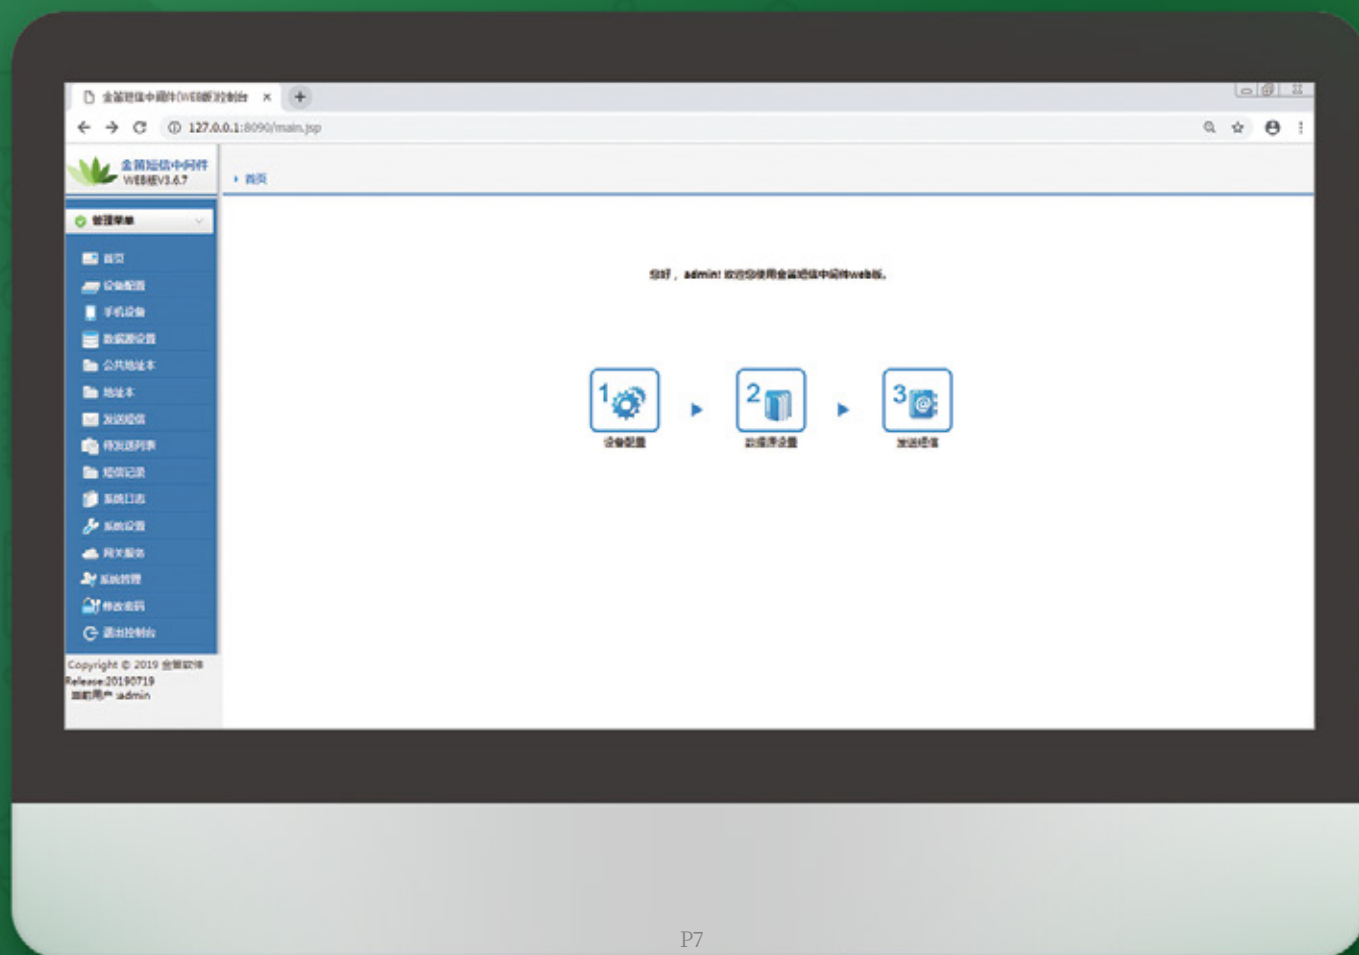 金笛短信中间件(WEB版)控制台
127.0.0.1:8090/main.jsp
金笛短信中间件
WEB版V3.6.7
首页
管理菜单
首页
设备配置
手机设备
数据源设置
公共地址本
地址本
发送短信
待发送列表
短信记录
系统日志
系统设置
网关服务
系统管理
修改密码
退出控制台
Copyright © 2019 金笛软件
Release:20190719
当前用户:admin
您好，admin! 欢迎您使用金笛短信中间件web版。
1
设备配置
2
数据源设置
3
发送短信
P7